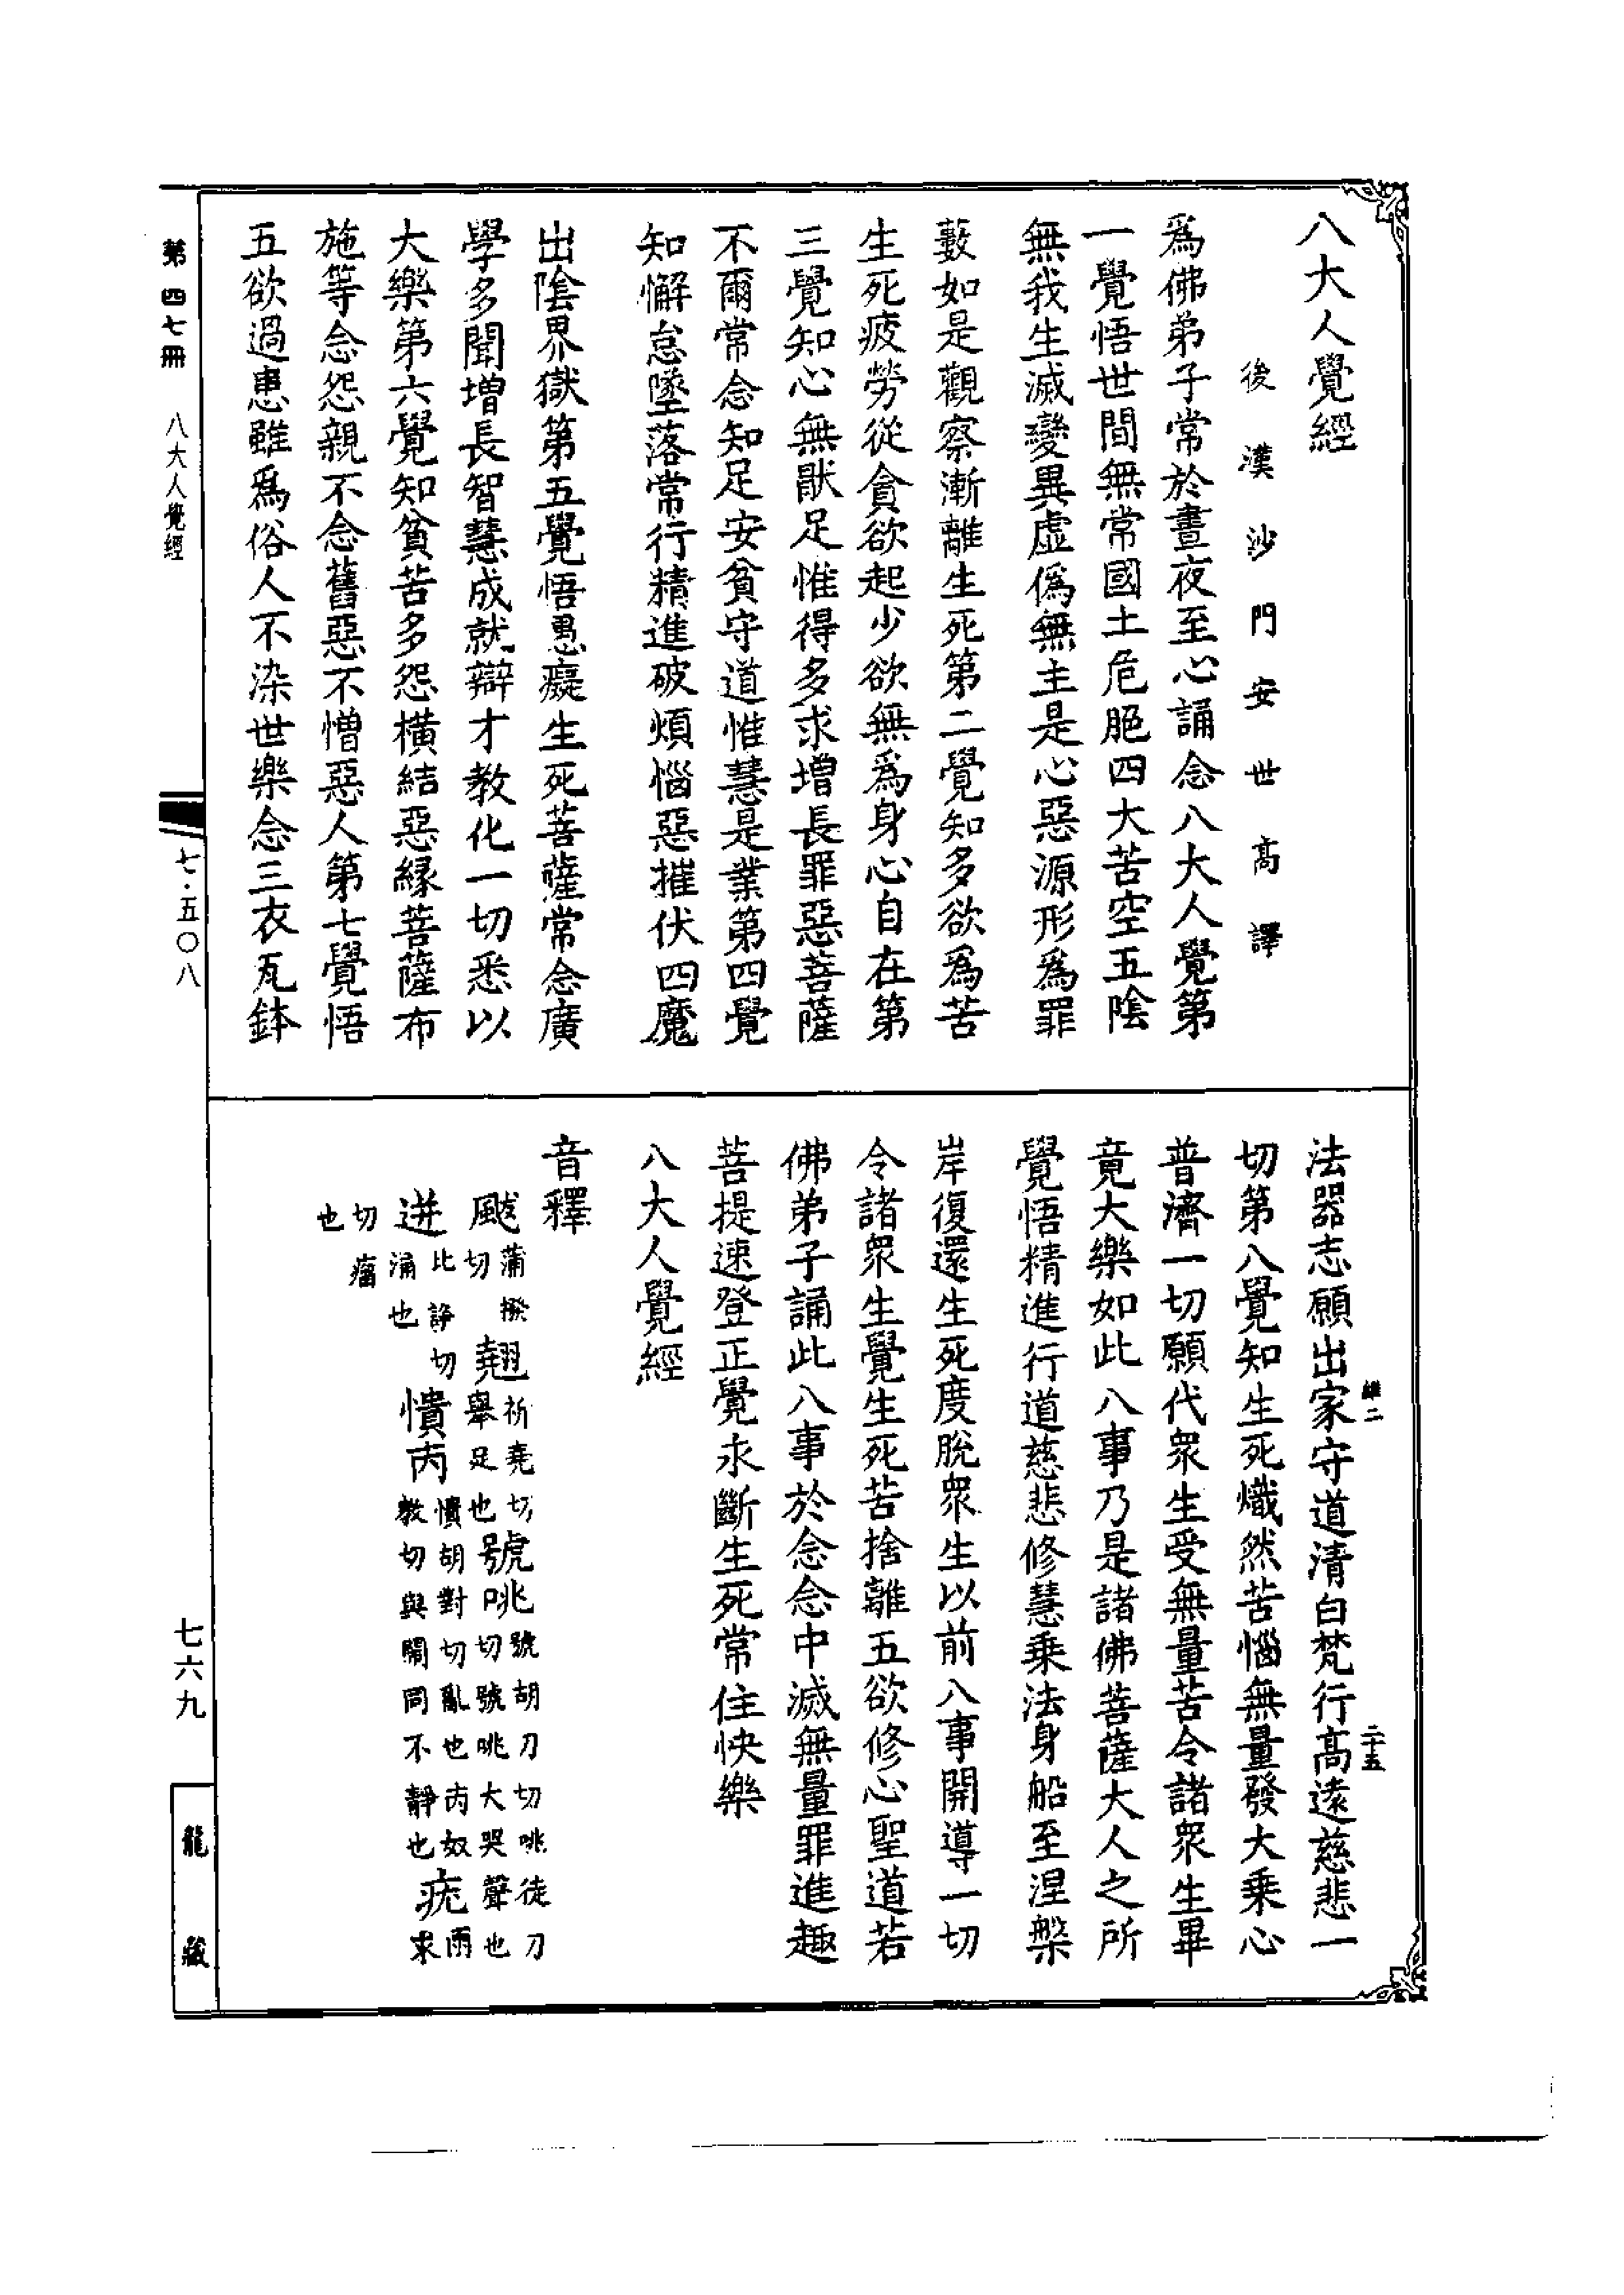 八大人覺經
後漢沙門安世高譯
爲佛弟子常於晝夜至心誦念八大人覺第
一覺悟世間無常國土危脆四大苦空五陰
無我生滅變異虛僞無主是心惡源形爲罪
藪如是觀察漸離生死第二覺知多欲爲苦
生死疲勞從貪欲起少欲無爲身心自在第
三覺知心無猒足惟得多求增長罪惡菩薩
不爾常念知足安貧守道惟慧是業第四覺
知懈怠墜落常行精進破煩惱惡摧伏四魔
出陰界獄第五覺悟愚癡生死菩薩常念廣
學多聞增長智慧成就辯才教化一切悉以
大樂第六覺知貧苦多怨橫結惡緣菩薩布
施等念怨親不念舊惡不憎惡人第七覺悟
五欲過患雖爲俗人不染世樂念三衣瓦鉢
法器志願出家守道清白梵行高遠慈悲一
切第八覺知生死熾然苦惱無量發大乘心
普濟一切願代衆生受無量苦令諸衆生畢
竟大樂如此八事乃是諸佛菩薩大人之所
覺悟精進行道慈悲修慧乘法身船至涅槃
岸復還生死度脫衆生以前八事開導一切
令諸衆生覺生死苦捨離五欲修心聖道若
佛弟子誦此八事於念念中滅無量罪進趣
菩提速登正覺永斷生死常住快樂
八大人覺經
音釋
颰蒲撥切翹祈堯切舉足也號咷號胡刀切咷徒刀切號咷大哭聲也
迸比諍切涌也憒丙憒胡對切亂也丙奴教切與鬧同不靜也疣雨求
切瘤也
二十五
第四七冊 八大人覺經
七·五〇八
七六九
龍藏